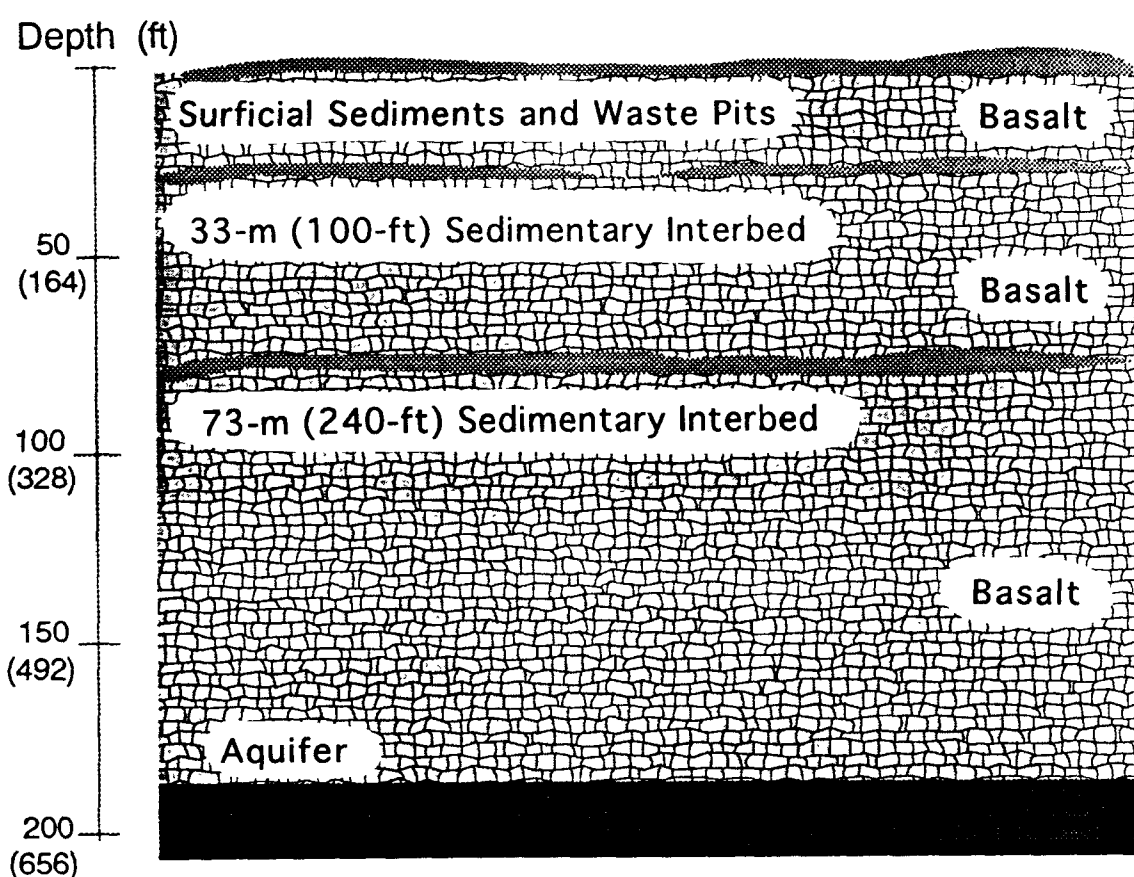 Depth (ft)
Surficial Sediments and Waste Pits
Basalt
33-m (100-ft) Sedimentary Interbed
50
(164)
Basalt
73-m (240-ft) Sedimentary Interbed
100
(328)
Basalt
150
(492)
Aquifer
200
(656)